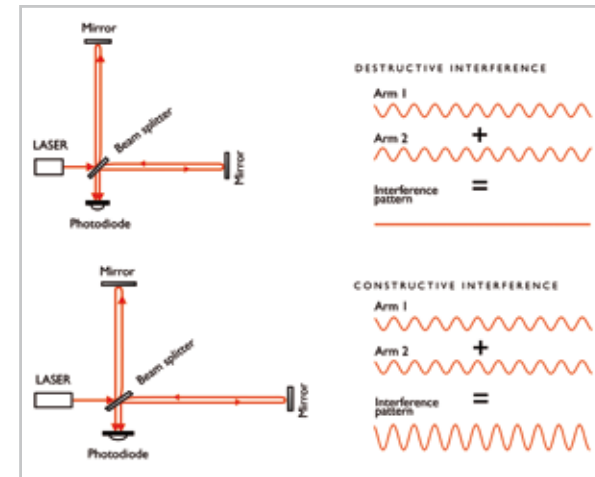 Mirror
Beam splitter
LASER
Mirror
Photodiode
DESTRUCTIVE INTERFERENCE
Arm 1
Arm 2
+
Interference
pattern
=
Mirror
Beam splitter
LASER
Mirror
Photodiode
CONSTRUCTIVE INTERFERENCE
Arm 1
Arm 2
+
Interference
pattern
=